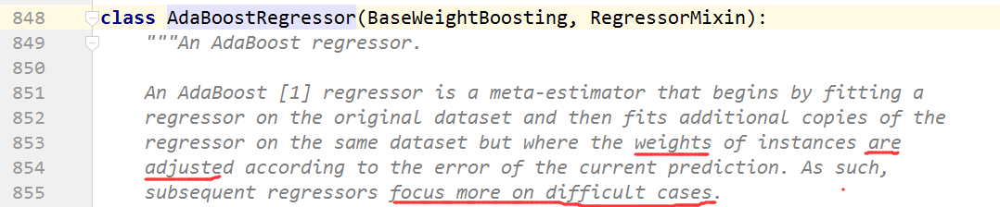 848 class AdaBoostRegressor(BaseWeightBoosting, RegressorMixin):
849 """An AdaBoost regressor.
850
851 An AdaBoost [1] regressor is a meta-estimator that begins by fitting a
852 regressor on the original dataset and then fits additional copies of the
853 regressor on the same dataset but where the weights of instances are
854 adjusted according to the error of the current prediction. As such,
855 subsequent regressors focus more on difficult cases.